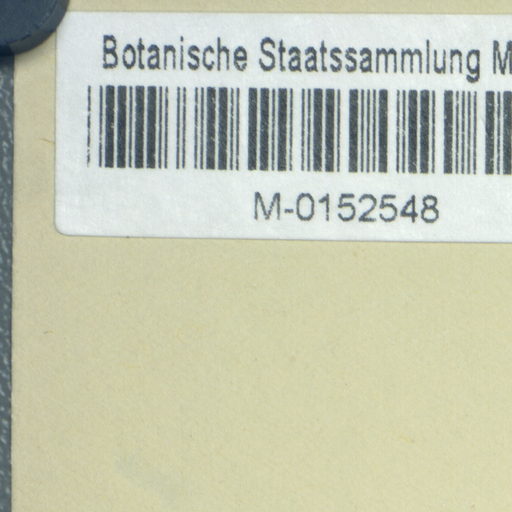 Botanische Staatssammlung M
M-0152548